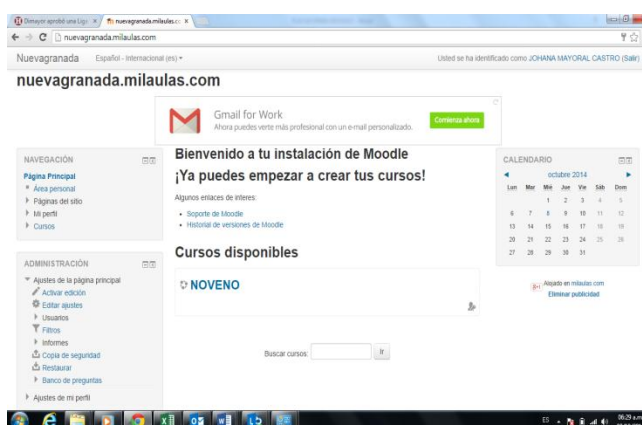 Dimayor aprobó una Liga
nuevagranada.milaulas.co
nuevagranada.milaulas.com
Nuevagranada
Español - Internacional (es)
Usted se ha identificado como JOHANA MAYORAL CASTRO (Salir)
nuevagranada.milaulas.com
Gmail for Work
Ahora puedes verte más profesional con un e-mail personalizado.
Comienza ahora
NAVEGACIÓN
Página Principal
Área personal
Páginas del sitio
Mi perfil
Cursos
ADMINISTRACIÓN
Ajustes de la página principal
Activar edición
Editar ajustes
Usuarios
Filtros
Informes
Copia de seguridad
Restaurar
Banco de preguntas
Ajustes de mi perfil
Bienvenido a tu instalación de Moodle
¡Ya puedes empezar a crear tus cursos!
Algunos enlaces de interes:
Soporte de Moodle
Historial de versiones de Moodle
Cursos disponibles
NOVENO
Buscar cursos:
Ir
CALENDARIO
octubre 2014
Lun Mar Mié Jue Vie Sáb Dom
1 2 3 4 5
6 7 8 9 10 11 12
13 14 15 16 17 18 19
20 21 22 23 24 25 26
27 28 29 30 31
Alojado en milaulas.com
Eliminar publicidad
ES
06:29 a.m.